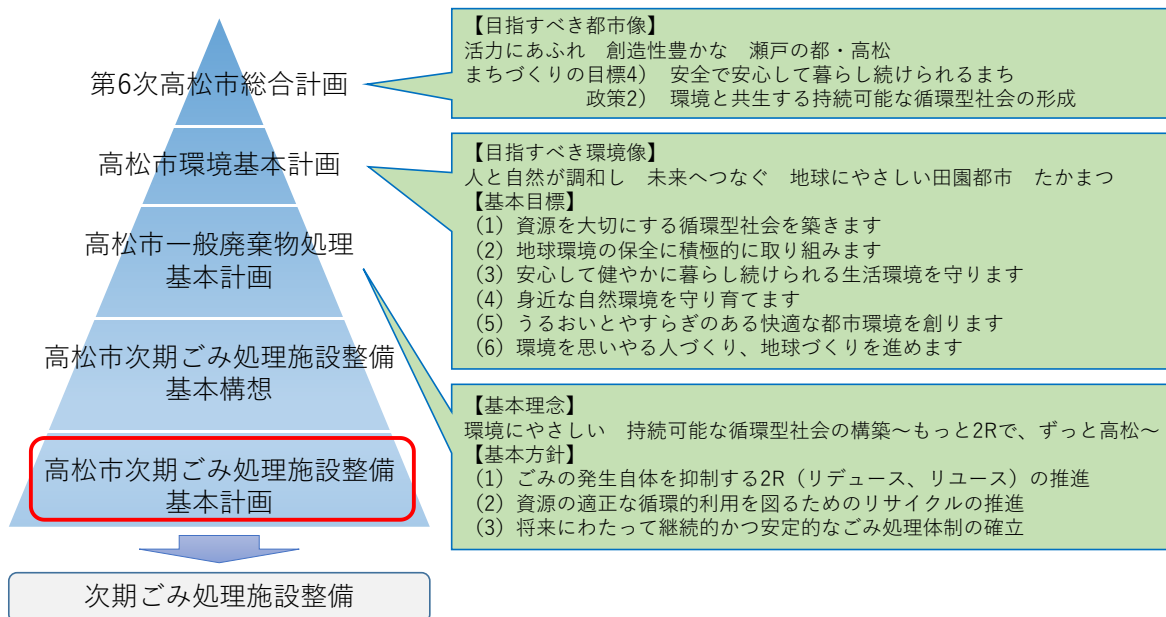 第6次高松市総合計画
高松市環境基本計画
高松市一般廃棄物処理
基本計画
高松市次期ごみ処理施設整備
基本構想
高松市次期ごみ処理施設整備
基本計画
次期ごみ処理施設整備
【目指すべき都市像】
活力にあふれ　創造性豊かな　瀬戸の都・高松
まちづくりの目標4)　安全で安心して暮らし続けられるまち
政策2)　環境と共生する持続可能な循環型社会の形成
【目指すべき環境像】
人と自然が調和し　未来へつなぐ　地球にやさしい田園都市　たかまつ
【基本目標】
(1) 資源を大切にする循環型社会を築きます
(2) 地球環境の保全に積極的に取り組みます
(3) 安心して健やかに暮らし続けられる生活環境を守ります
(4) 身近な自然環境を守り育てます
(5) うるおいとやすらぎのある快適な都市環境を創ります
(6) 環境を思いやる人づくり、地球づくりを進めます
【基本理念】
環境にやさしい　持続可能な循環型社会の構築～もっと2Rで、ずっと高松～
【基本方針】
(1) ごみの発生自体を抑制する2R（リデュース、リユース）の推進
(2) 資源の適正な循環的利用を図るためのリサイクルの推進
(3) 将来にわたって継続的かつ安定的なごみ処理体制の確立